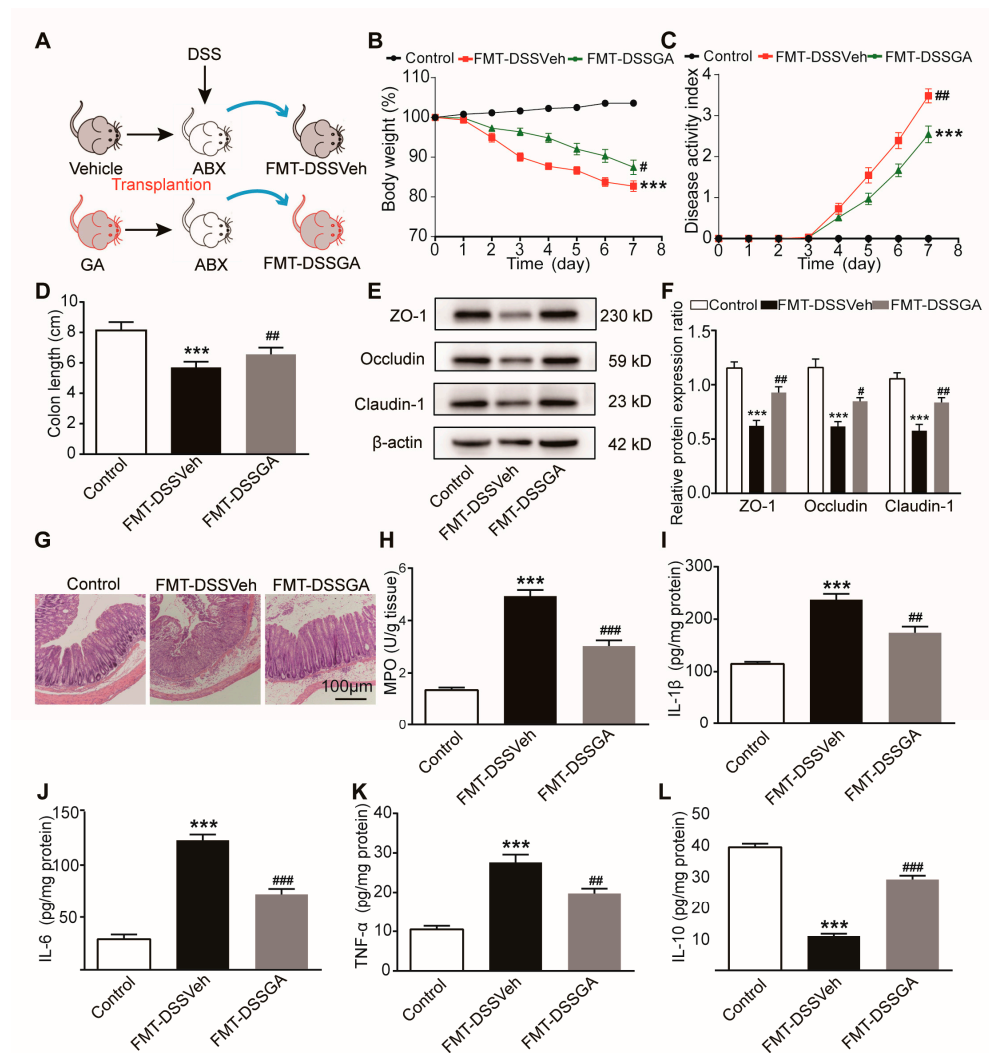 A
DSS
Vehicle
ABX
FMT-DSSVeh
Transplantion
GA
ABX
FMT-DSSGA
B
Control FMT-DSSVeh FMT-DSSGA
Body weight (%)
110
100
90
80
70
0 1 2 3 4 5 6 7 8
Time (day)
#
***
C
Control FMT-DSSVeh FMT-DSSGA
Disease activity index
4
3
2
1
0
0 1 2 3 4 5 6 7 8
Time (day)
##
***
D
Colon length (cm)
10
8
6
4
2
0
***
##
Control
FMT-DSSVeh
FMT-DSSGA
E
ZO-1 230 kD
Occludin 59 kD
Claudin-1 23 kD
β-actin 42 kD
Control
FMT-DSSVeh
FMT-DSSGA
F
Control FMT-DSSVeh FMT-DSSGA
Relative protein expression ratio
1.5
1.0
0.5
0.0
*** ## *** # *** ##
ZO-1 Occludin Claudin-1
G
Control FMT-DSSVeh FMT-DSSGA
100μm
H
MPO (U/g tissue)
6
4
2
0
***
###
Control
FMT-DSSVeh
FMT-DSSGA
I
IL-1β (pg/mg protein)
300
200
100
0
***
##
Control
FMT-DSSVeh
FMT-DSSGA
J
IL-6 (pg/mg protein)
150
100
50
***
###
Control
FMT-DSSVeh
FMT-DSSGA
K
TNF-α (pg/mg protein)
40
30
20
10
0
***
##
Control
FMT-DSSVeh
FMT-DSSGA
L
IL-10 (pg/mg protein)
50
40
30
20
10
***
###
Control
FMT-DSSVeh
FMT-DSSGA